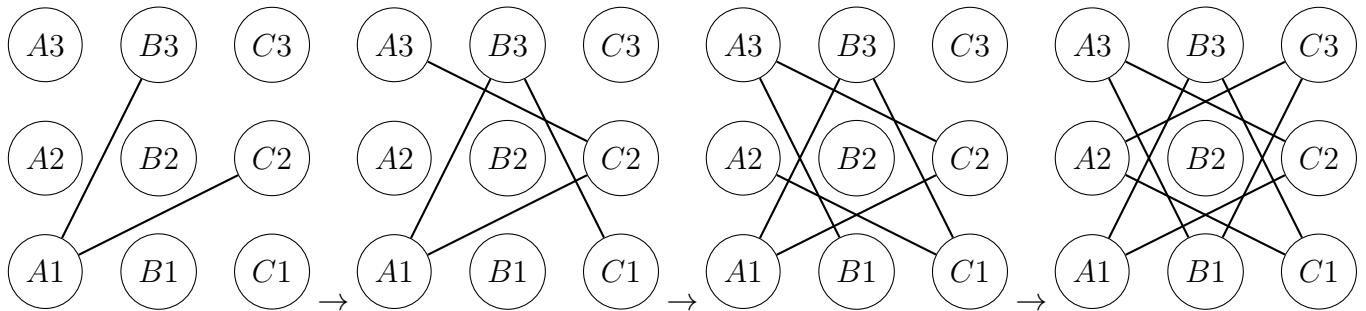 A3 B3 C3 A3 B3 C3 A3 B3 C3 A3 B3 C3
A2 B2 C2 A2 B2 C2 A2 B2 C2 A2 B2 C2
A1 B1 C1 → A1 B1 C1 → A1 B1 C1 → A1 B1 C1